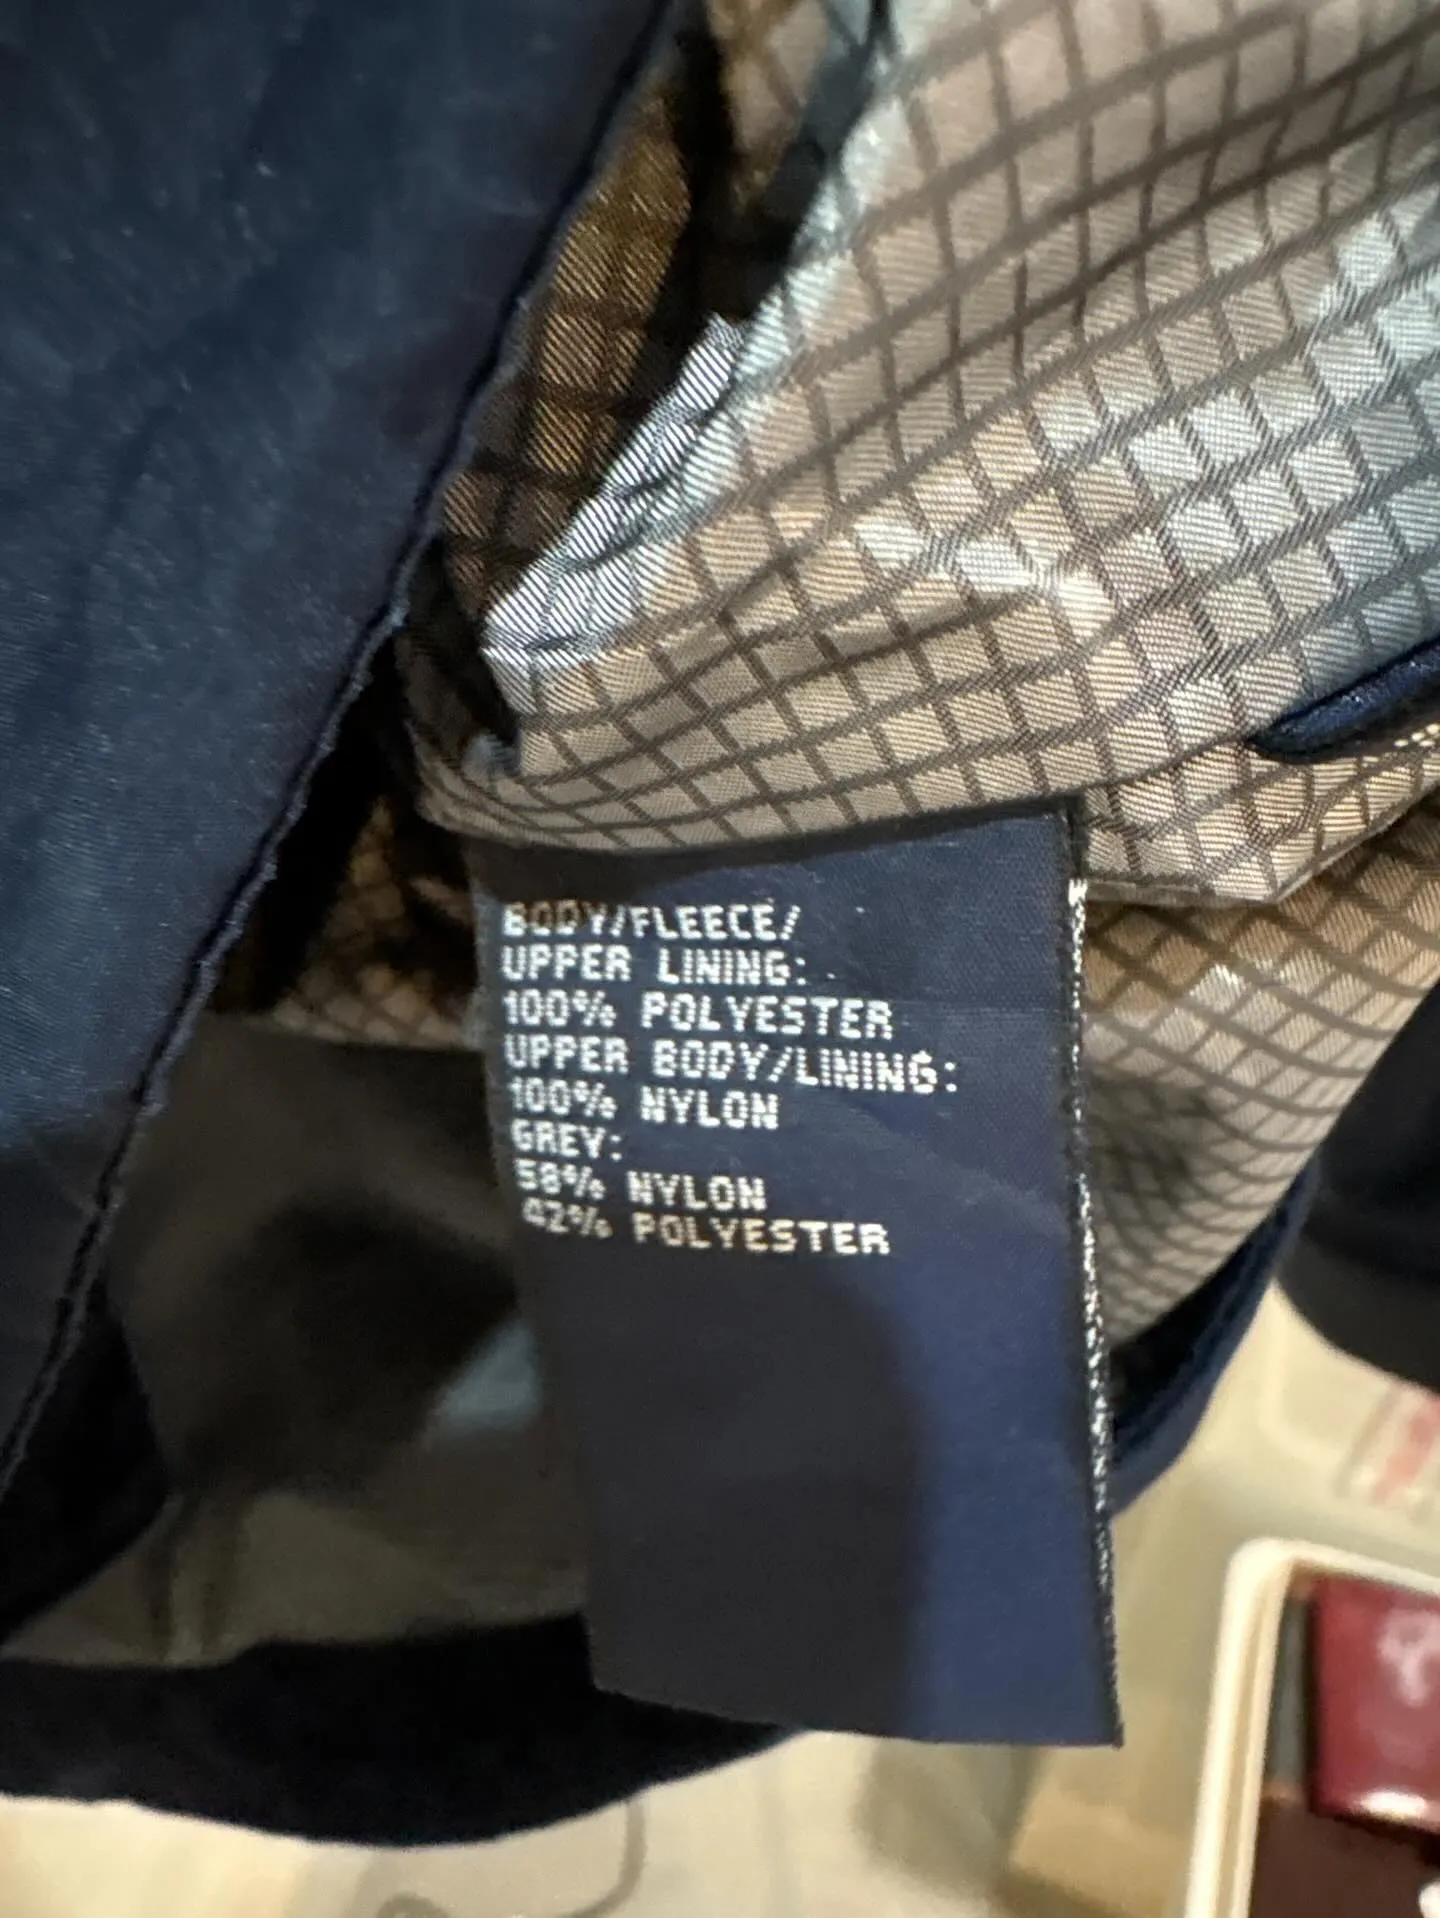 BODY/FLEECE/
UPPER LINING:
100% POLYESTER
UPPER BODY/LINING:
100% NYLON
GREY:
58% NYLON
42% POLYESTER